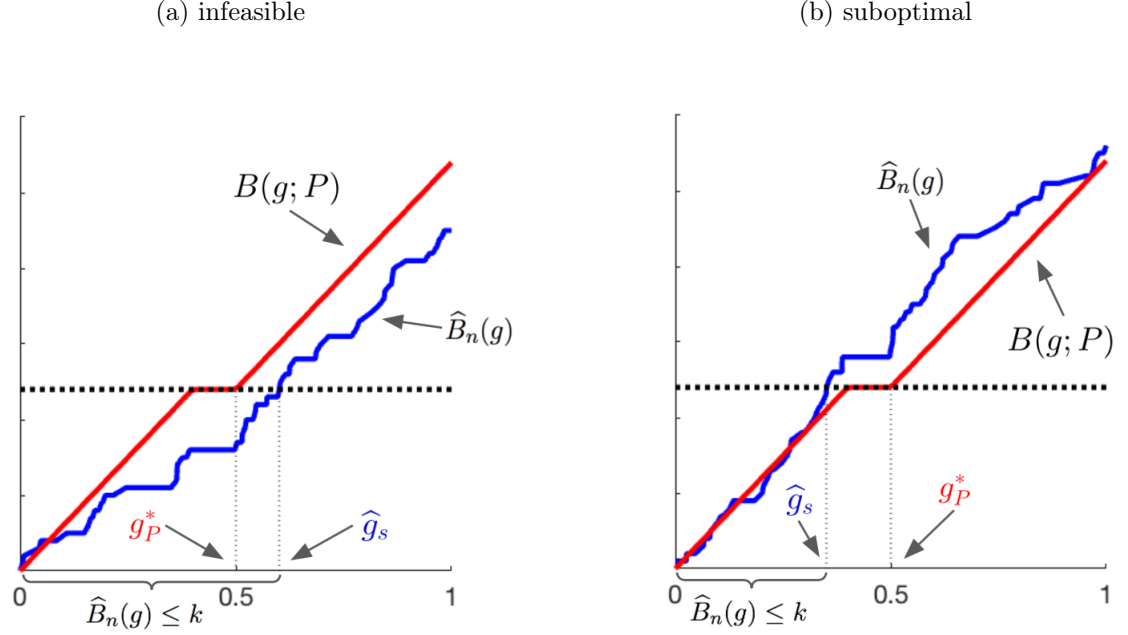 (a) infeasible
B(g; P)
B̂ₙ(g)
g*_P
ĝ_s
0
0.5
1
B̂ₙ(g) ≤ k
(b) suboptimal
B̂ₙ(g)
B(g; P)
ĝ_s
g*_P
0
0.5
1
B̂ₙ(g) ≤ k